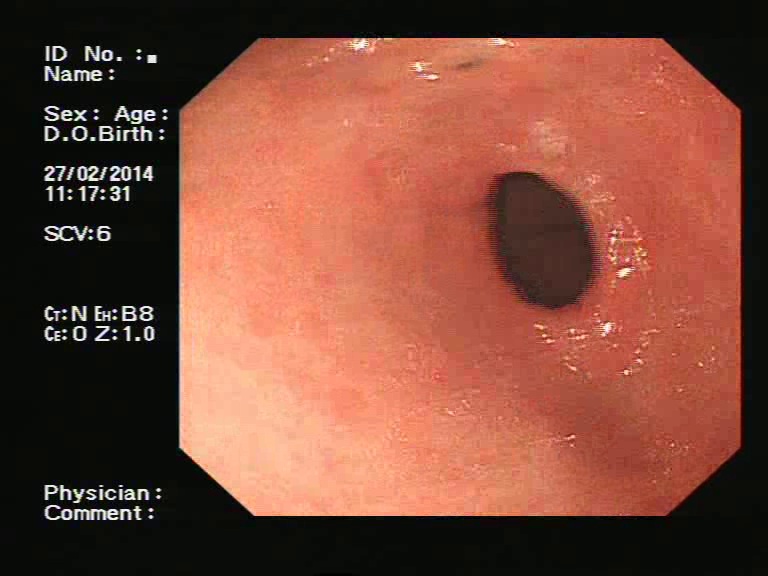 ID No. :
Name:
Sex: Age:
D.O.Birth:
27/02/2014
11:17:31
SCV:6
CT:N EH:B8
CE:0 Z:1.0
Physician:
Comment: